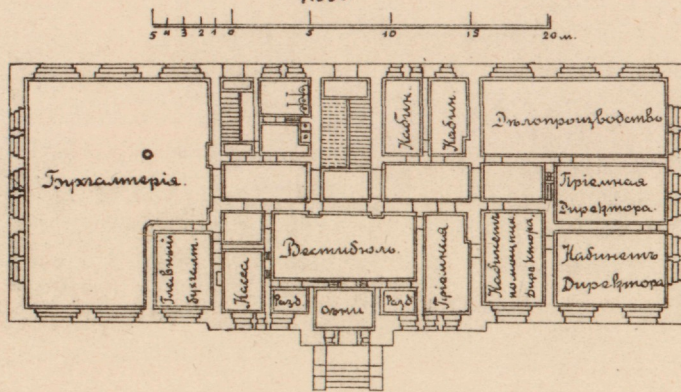 5 4 3 2 1 0 5 10 15 20 м.
Кабин.
Кабин.
Дѣлопроизводство
Бухгалтерія.
Пріемная
Директора.
Главный
бухгалт.
Касса
Вестибюль.
Пріемная
Кабинетъ
помощника
Директора.
Кабинетъ
Директора
Разд.
Сѣни
Разд.